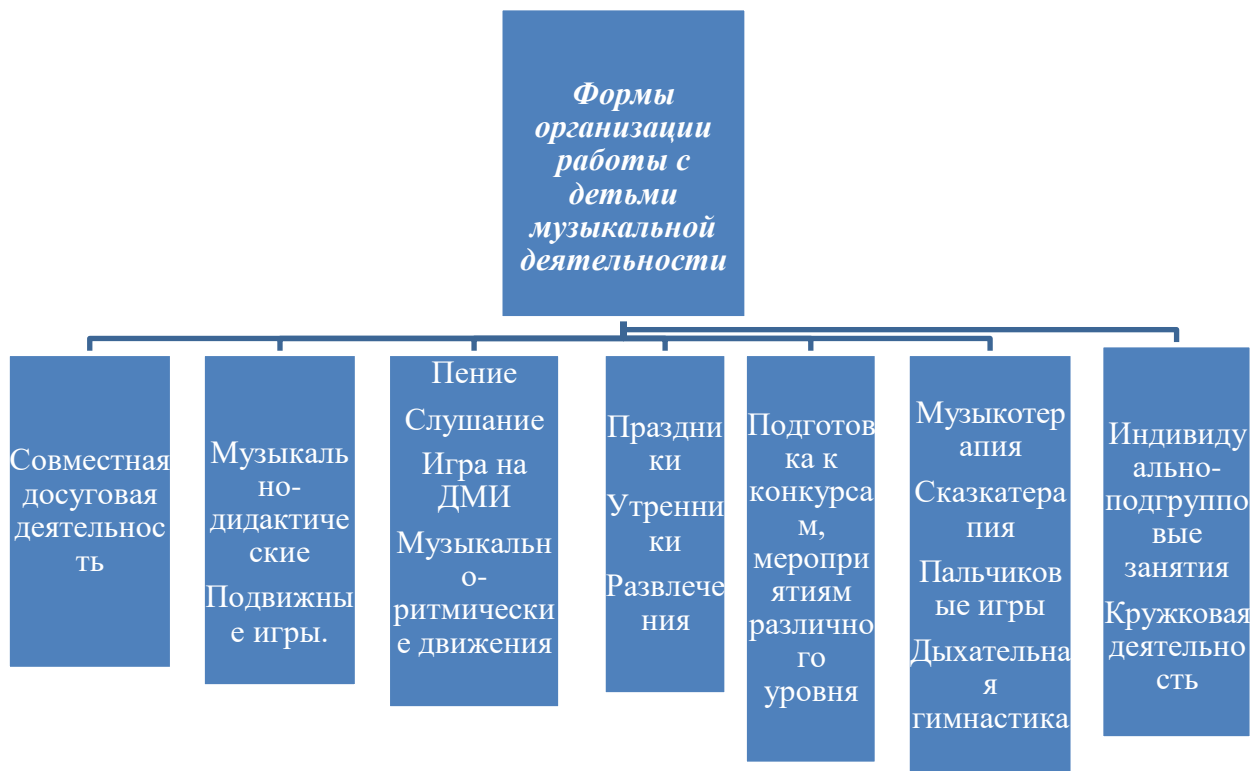 Формы
организации
работы с
детьми
музыкальной
деятельности
Совместная
досуговая
деятельнос
ть
Музыкаль
но-
дидактиче
ские
Подвижны
е игры.
Пение
Слушание
Игра на
ДМИ
Музыкальн
о-
ритмически
е движения
Праздни
ки
Утренни
ки
Развлече
ния
Подготов
ка к
конкурса
м,
меропри
ятиям
различно
го
уровня
Музыкотер
апия
Сказкатера
пия
Пальчиков
ые игры
Дыхательна
я
гимнастика
Индивиду
ально-
подгруппо
вые
занятия
Кружковая
деятельно
сть